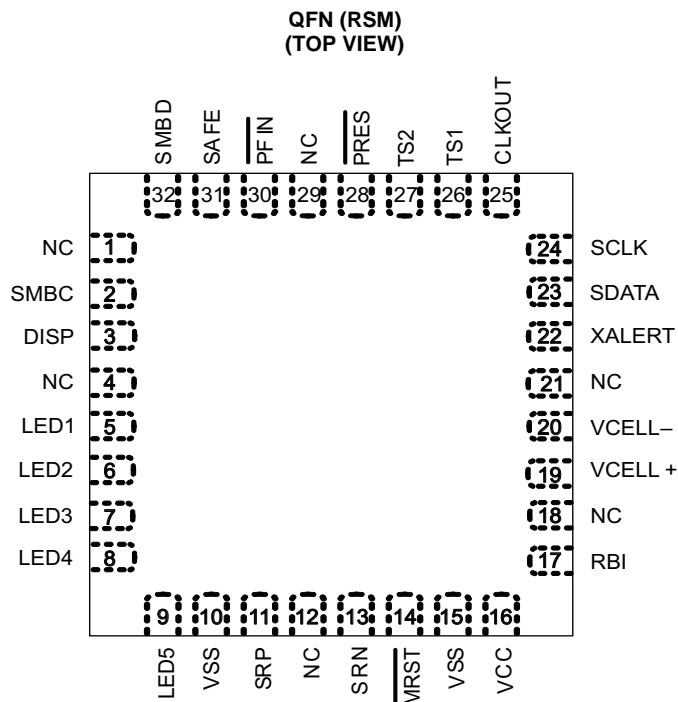 QFN (RSM)
(TOP VIEW)
SMBD
SAFE
PFIN
NC
PRES
TS2
TS1
CLKOUT
32
31
30
29
28
27
26
25
NC 1
SMBC 2
DISP 3
NC 4
LED1 5
LED2 6
LED3 7
LED4 8
24 SCLK
23 SDATA
22 XALERT
21 NC
20 VCELL–
19 VCELL +
18 NC
17 RBI
9
10
11
12
13
14
15
16
LED5
VSS
SRP
NC
SRN
MRST
VSS
VCC